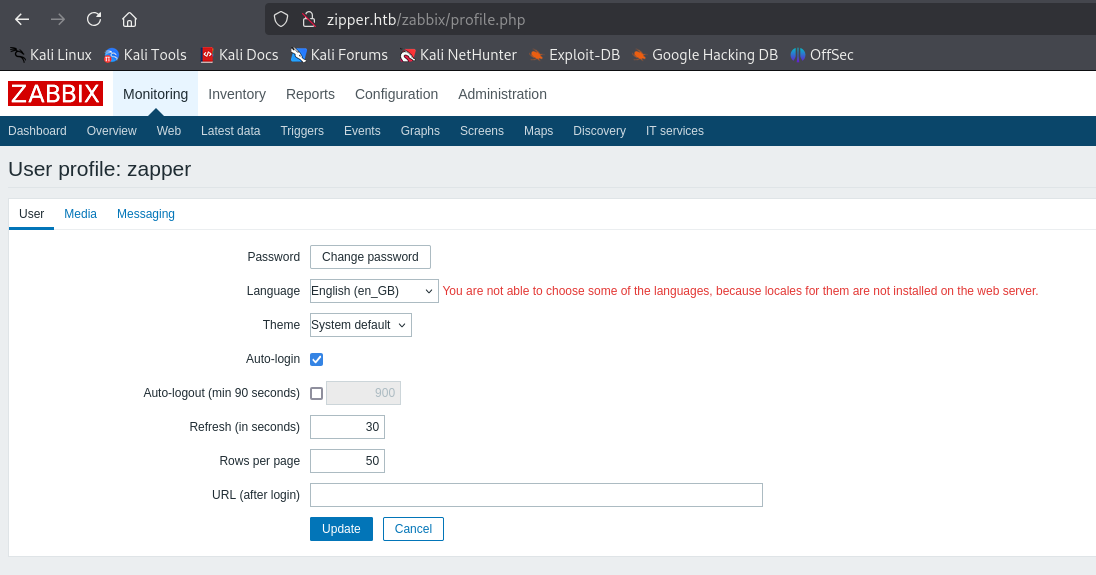 zipper.htb/zabbix/profile.php
Kali Linux Kali Tools Kali Docs Kali Forums Kali NetHunter Exploit-DB Google Hacking DB OffSec
ZABBIX Monitoring Inventory Reports Configuration Administration
Dashboard Overview Web Latest data Triggers Events Graphs Screens Maps Discovery IT services
User profile: zapper
User Media Messaging
Password Change password
Language English (en_GB) You are not able to choose some of the languages, because locales for them are not installed on the web server.
Theme System default
Auto-login
Auto-logout (min 90 seconds) 900
Refresh (in seconds) 30
Rows per page 50
URL (after login)
Update Cancel